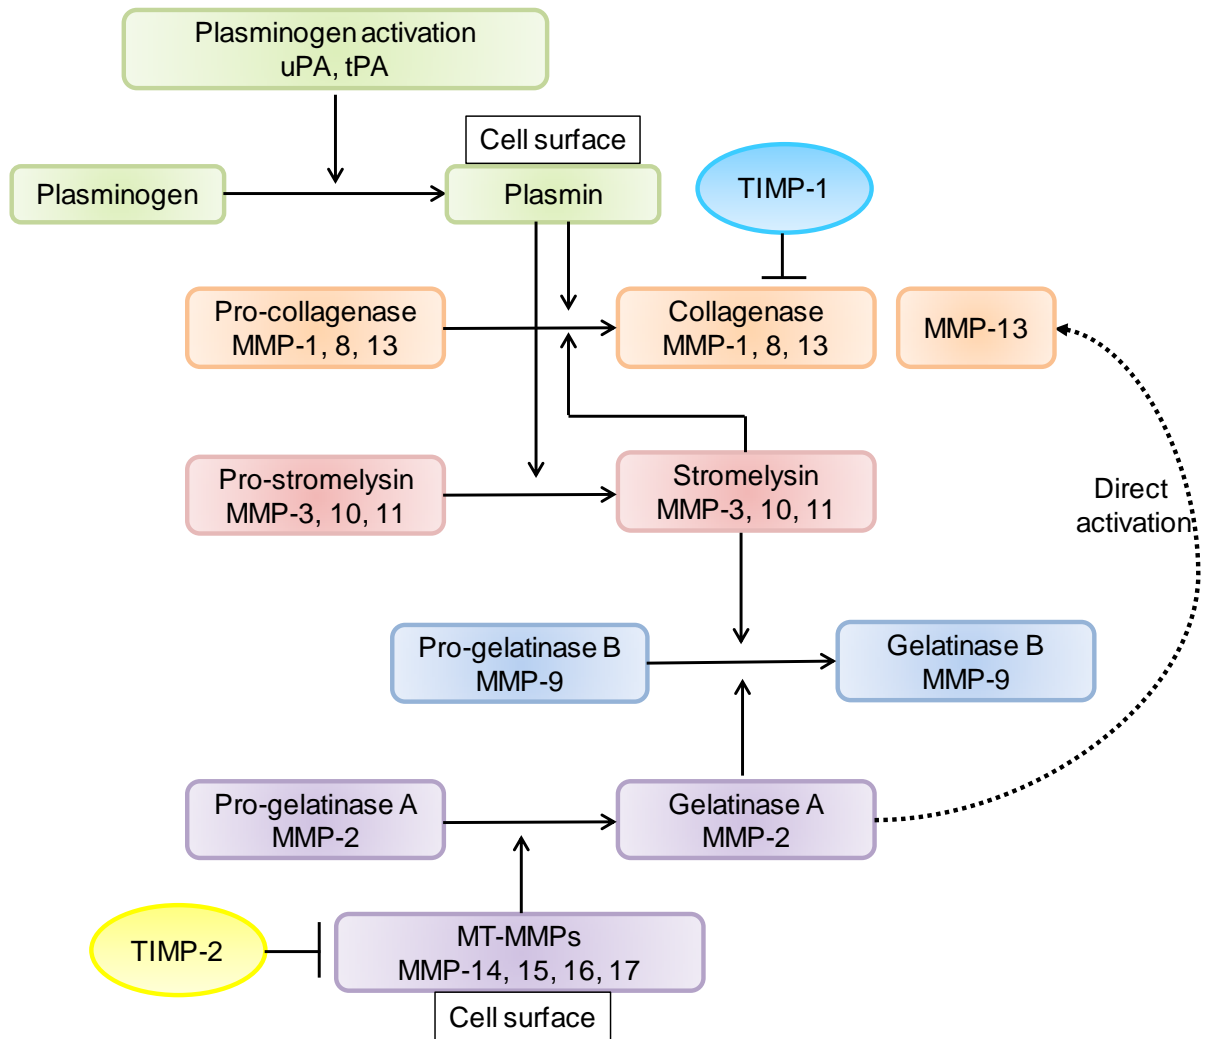 Plasminogen activation
uPA, tPA
Cell surface
Plasminogen
Plasmin
TIMP-1
Pro-collagenase
MMP-1, 8, 13
Collagenase
MMP-1, 8, 13
MMP-13
Pro-stromelysin
MMP-3, 10, 11
Stromelysin
MMP-3, 10, 11
Direct
activation
Pro-gelatinase B
MMP-9
Gelatinase B
MMP-9
Pro-gelatinase A
MMP-2
Gelatinase A
MMP-2
TIMP-2
MT-MMPs
MMP-14, 15, 16, 17
Cell surface